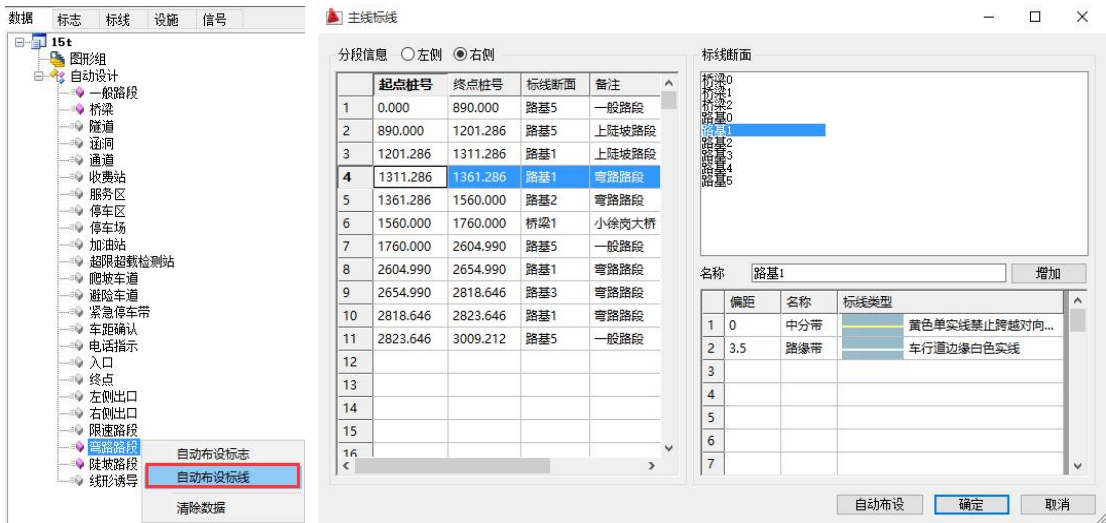 数据 标志 标线 设施 信号
15t
图形组
自动设计
一般路段
桥梁
隧道
涵洞
通道
收费站
服务区
停车区
停车场
加油站
超限超载检测站
爬坡车道
避险车道
紧急停车带
车距确认
电话指示
入口
终点
左侧出口
右侧出口
限速路段
弯路路段
陡坡路段
线形诱导
自动布设标志
自动布设标线
清除数据
主线标线
分段信息 左侧 右侧
起点桩号 终点桩号 标线断面 备注
1 0.000 890.000 路基5 一般路段
2 890.000 1201.286 路基5 上陡坡路段
3 1201.286 1311.286 路基1 上陡坡路段
4 1311.286 1361.286 路基1 弯路路段
5 1361.286 1560.000 路基2 弯路路段
6 1560.000 1760.000 桥梁1 小徐岗大桥
7 1760.000 2604.990 路基5 一般路段
8 2604.990 2654.990 路基1 弯路路段
9 2654.990 2818.646 路基3 弯路路段
10 2818.646 2823.646 路基1 弯路路段
11 2823.646 3009.212 路基5 一般路段
12
13
14
15
16
标线断面
桥梁0
桥梁1
桥梁2
路基0
路基1
路基2
路基3
路基4
路基5
名称 路基1 增加
偏距 名称 标线类型
1 0 中分带 黄色单实线禁止跨越对向...
2 3.5 路缘带 车行道边缘白色实线
3
4
5
6
7
自动布设 确定 取消